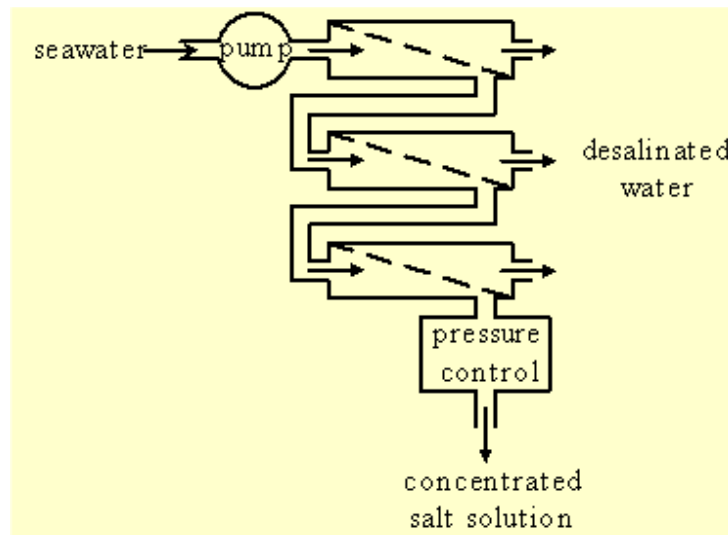 seawater
pump
desalinated
water
pressure
control
concentrated
salt solution